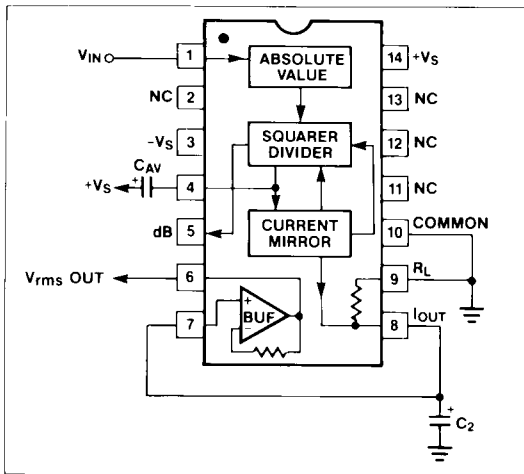 VIN
1
ABSOLUTE
VALUE
14
+VS
NC
2
13
NC
-VS
3
SQUARER
DIVIDER
12
NC
CAV
+
+VS
4
11
NC
dB
5
CURRENT
MIRROR
10
COMMON
Vrms OUT
6
9
RL
7
+
BUF
−
8
IOUT
+
C2